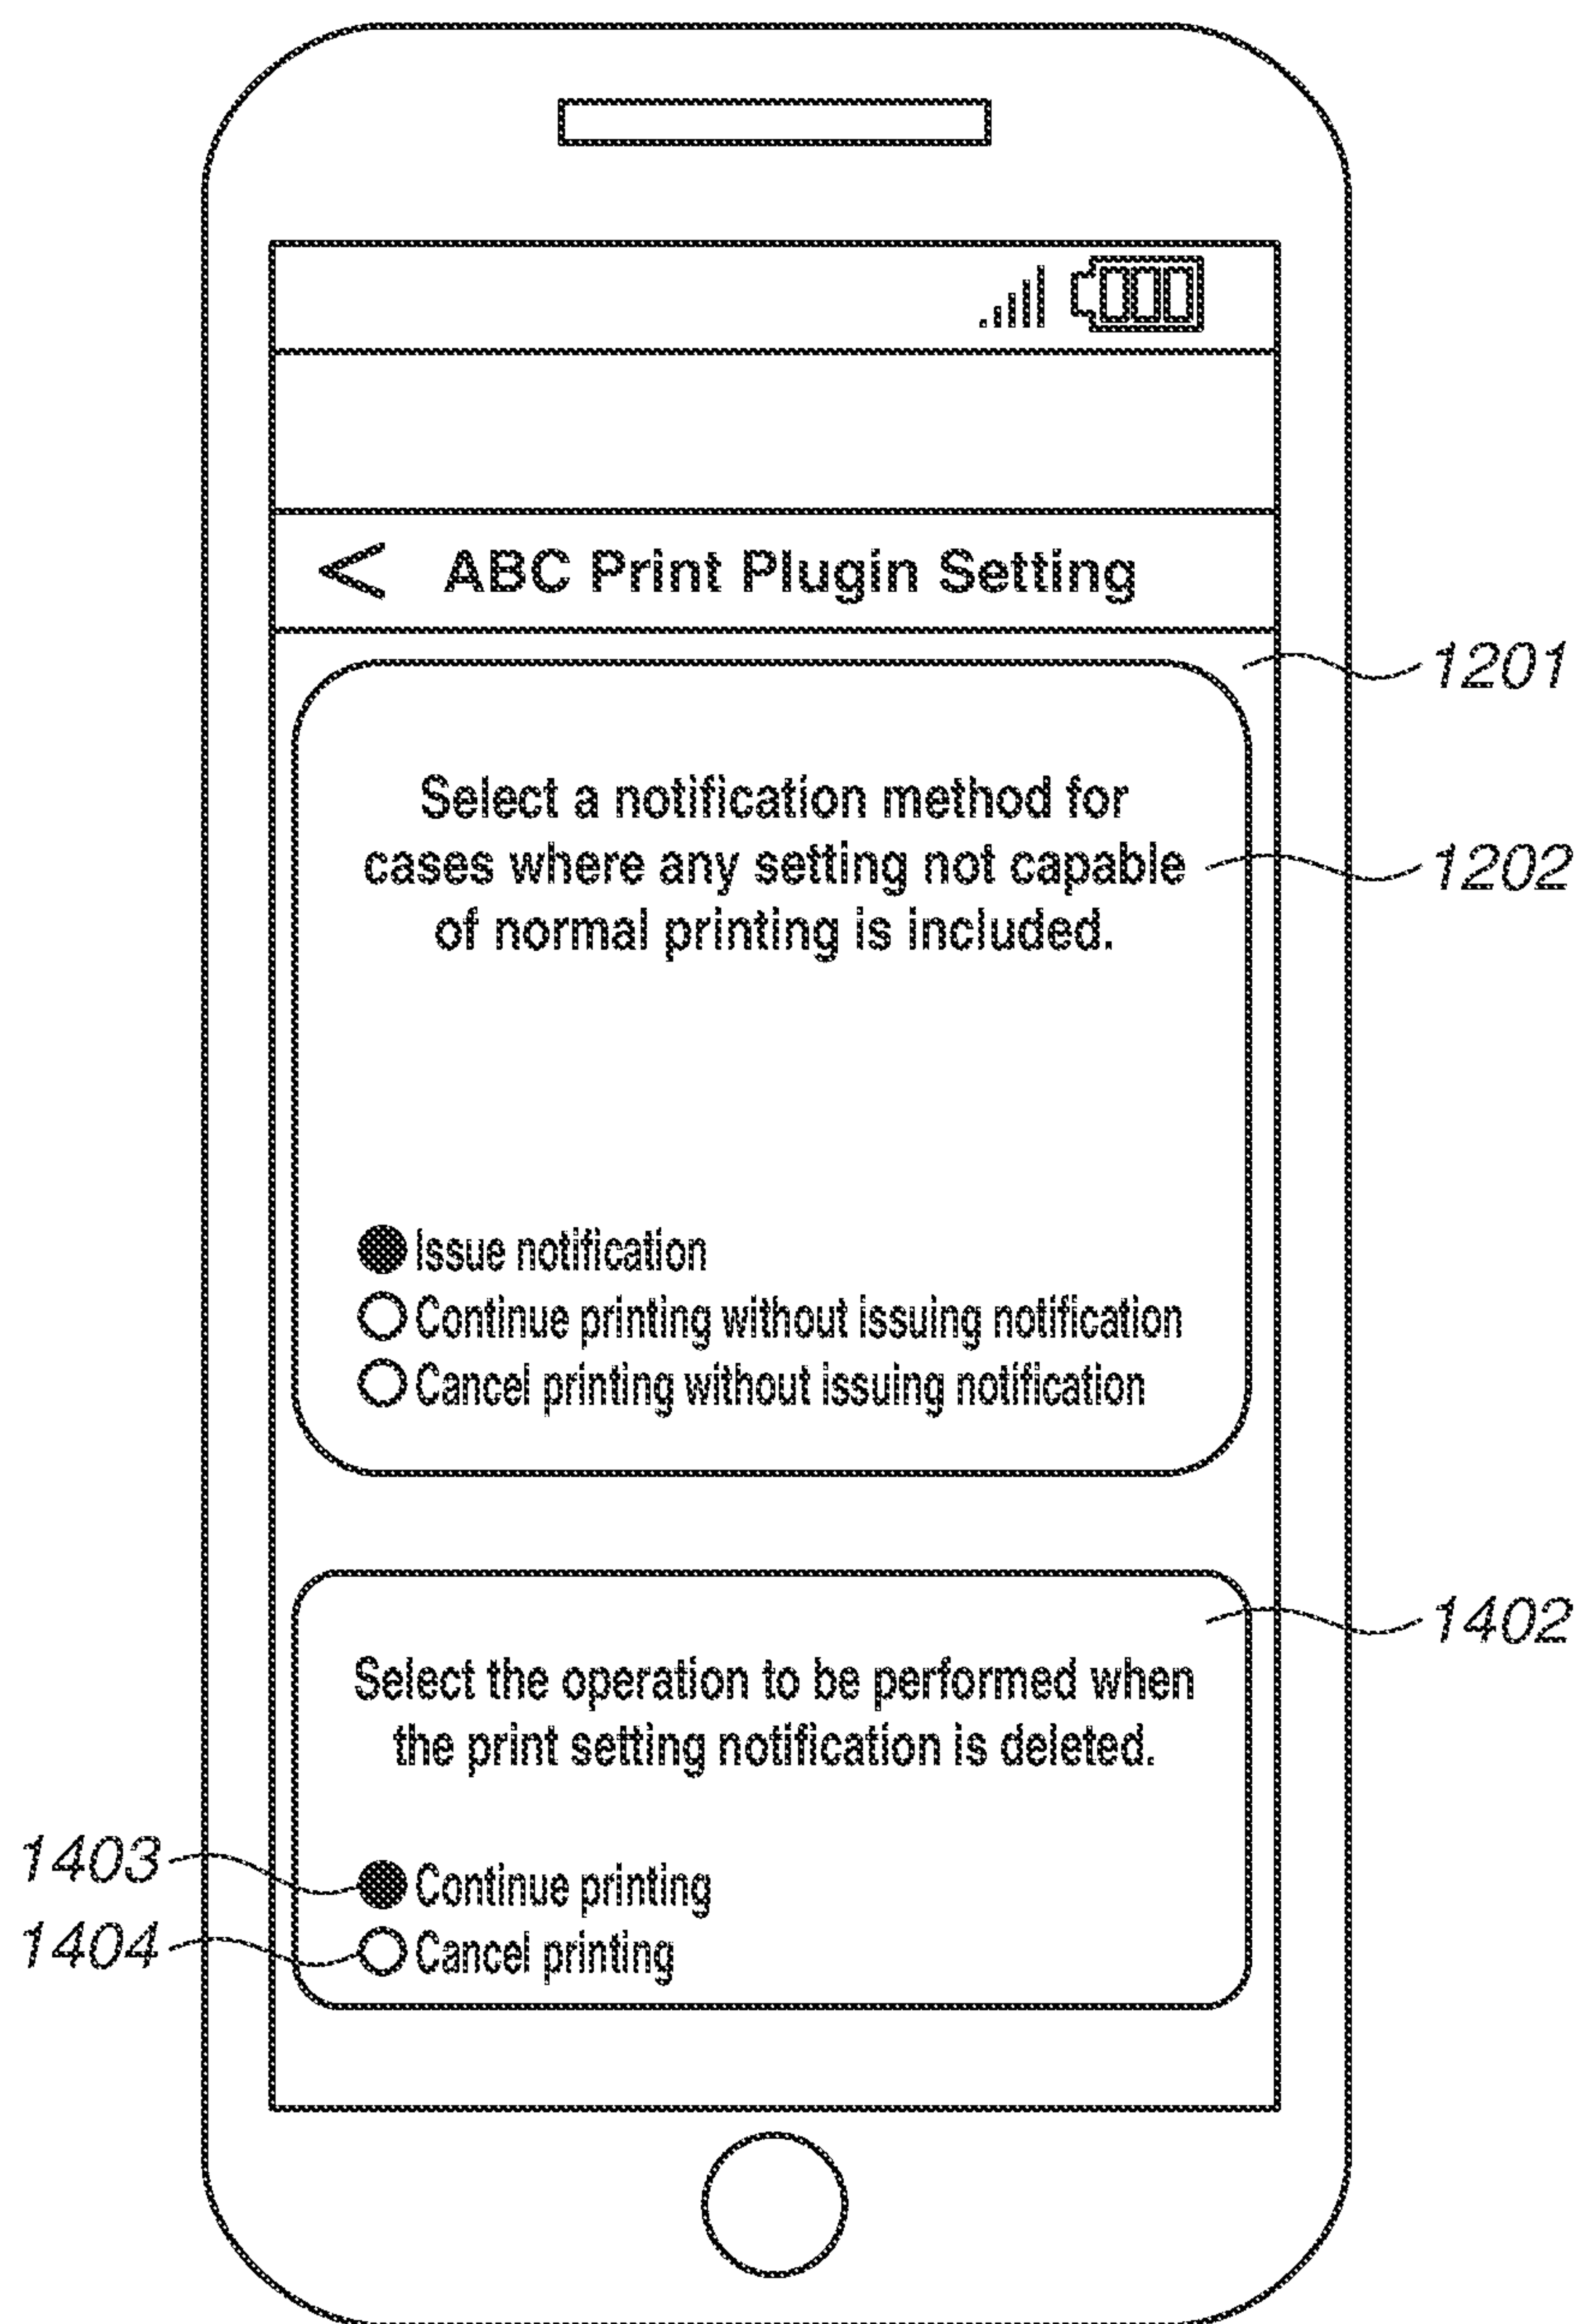 < ABC Print Plugin Setting
1201
Select a notification method for
cases where any setting not capable
1202
of normal printing is included.
Issue notification
Continue printing without issuing notification
Cancel printing without issuing notification
1402
Select the operation to be performed when
the print setting notification is deleted.
1403
Continue printing
1404
Cancel printing